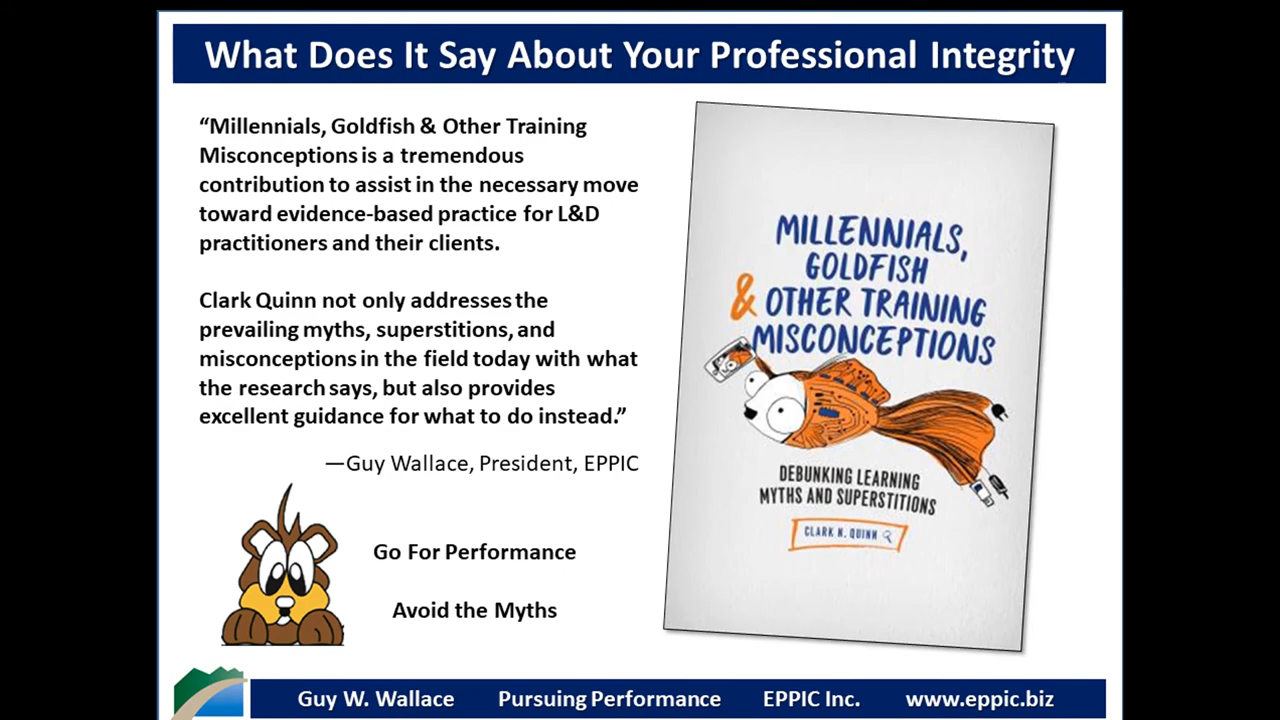 What Does It Say About Your Professional Integrity
“Millennials, Goldfish & Other Training
Misconceptions is a tremendous
contribution to assist in the necessary move
toward evidence-based practice for L&D
practitioners and their clients.
Clark Quinn not only addresses the
prevailing myths, superstitions, and
misconceptions in the field today with what
the research says, but also provides
excellent guidance for what to do instead.”
—Guy Wallace, President, EPPIC
Go For Performance
Avoid the Myths
MILLENNIALS,
GOLDFISH
& OTHER TRAINING
MISCONCEPTIONS
DEBUNKING LEARNING
MYTHS AND SUPERSTITIONS
CLARK N. QUINN
Guy W. Wallace Pursuing Performance EPPIC Inc. www.eppic.biz